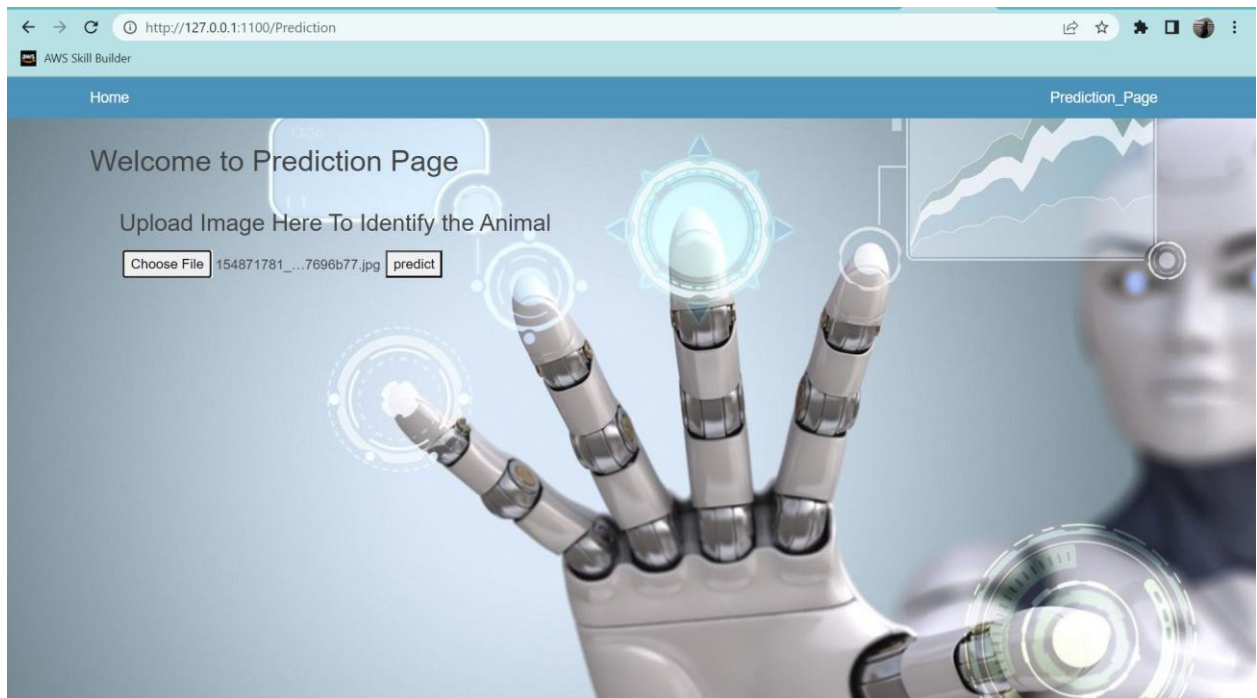 http://127.0.0.1:1100/Prediction
aws AWS Skill Builder
Home Prediction_Page
Welcome to Prediction Page
Upload Image Here To Identify the Animal
Choose File 154871781_...7696b77.jpg predict